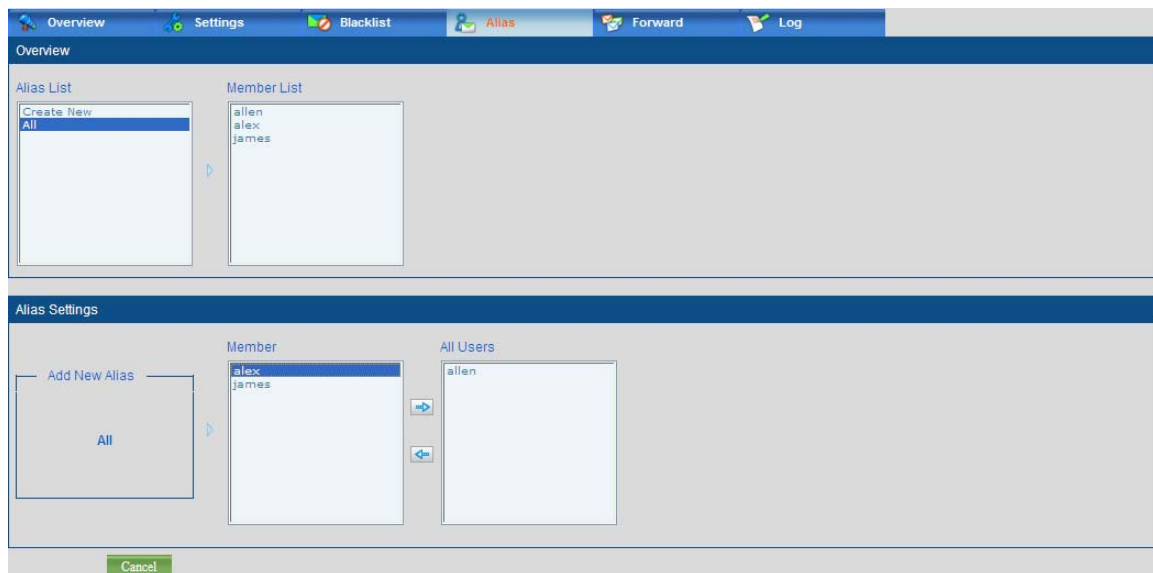 Overview Settings Blacklist Alias Forward Log
Overview
Alias List Member List
Create New
All
allen
alex
james
Alias Settings
Member All Users
Add New Alias
All
alex
james
allen
Cancel